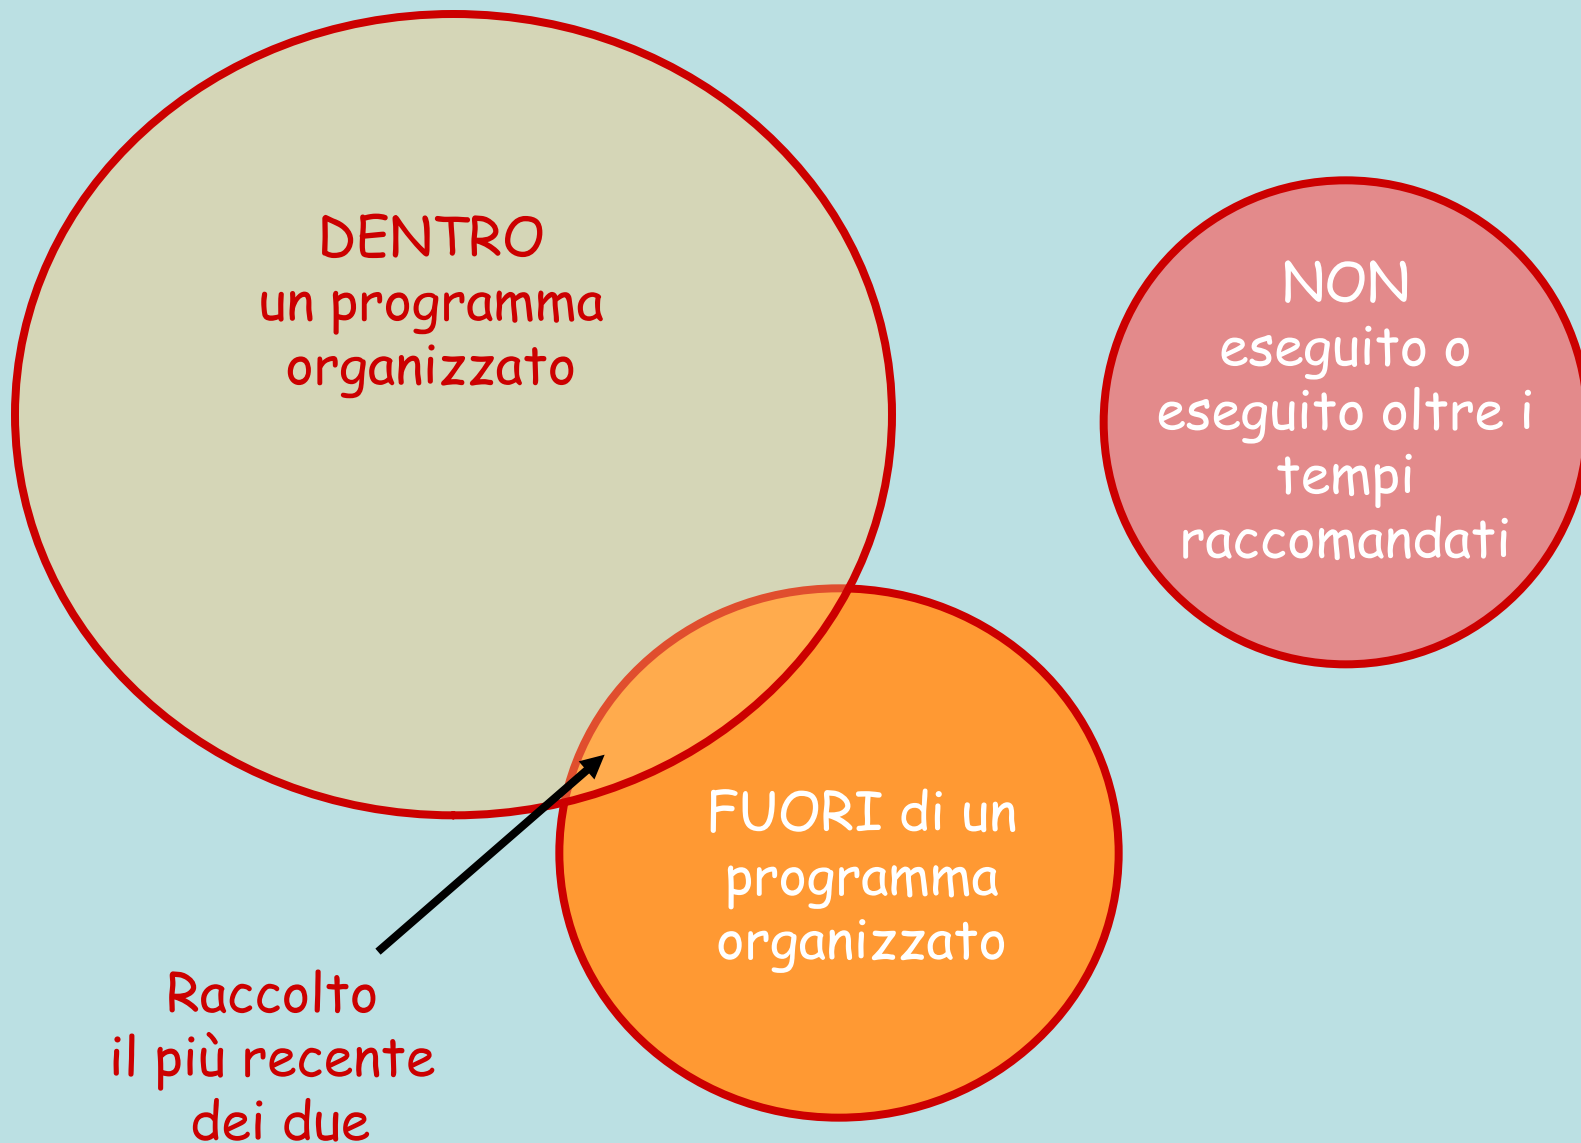 DENTRO
un programma
organizzato
NON
eseguito o
eseguito oltre i
tempi
raccomandati
FUORI di un
programma
organizzato
Raccolto
il più recente
dei due